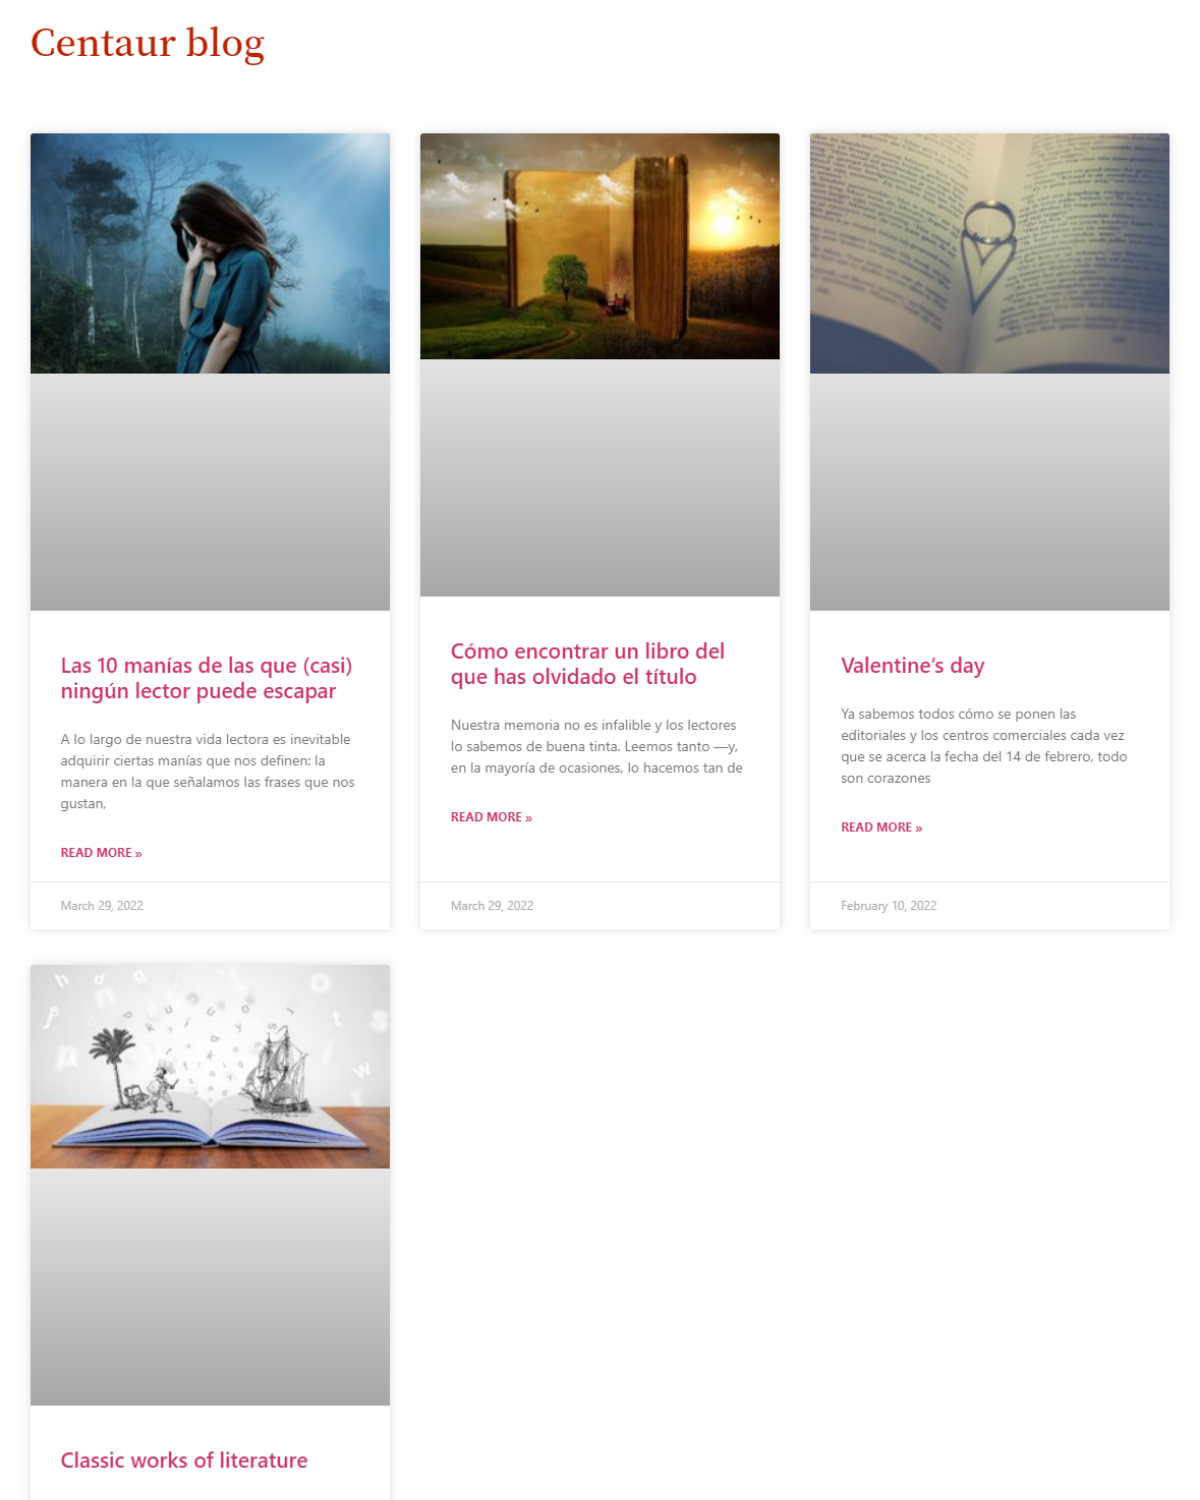 Centaur blog
Las 10 manías de las que (casi)
ningún lector puede escapar
A lo largo de nuestra vida lectora es inevitable
adquirir ciertas manías que nos definen: la
manera en la que señalamos las frases que nos
gustan,
READ MORE »
March 29, 2022
Cómo encontrar un libro del
que has olvidado el título
Nuestra memoria no es infalible y los lectores
lo sabemos de buena tinta. Leemos tanto —y,
en la mayoría de ocasiones, lo hacemos tan de
READ MORE »
March 29, 2022
Valentine’s day
Ya sabemos todos cómo se ponen las
editoriales y los centros comerciales cada vez
que se acerca la fecha del 14 de febrero, todo
son corazones
READ MORE »
February 10, 2022
Classic works of literature